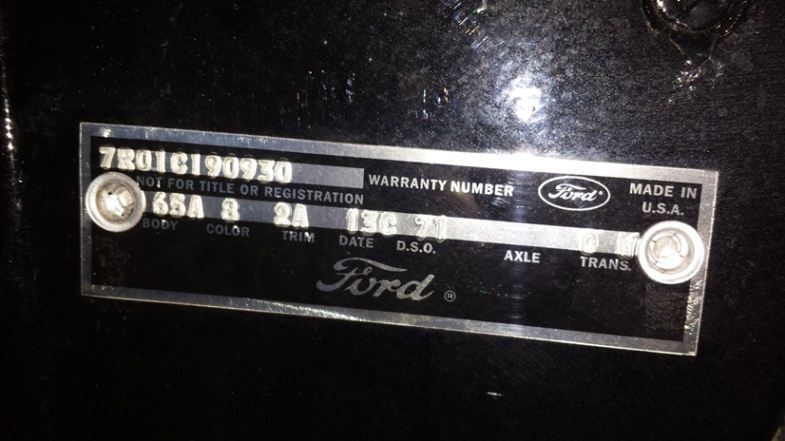 7R01C190930
NOT FOR TITLE OR REGISTRATION
WARRANTY NUMBER
Ford
MADE IN
U.S.A.
65A 8 2A 13C 71
BODY COLOR TRIM DATE D.S.O. AXLE TRANS.
Ford ®